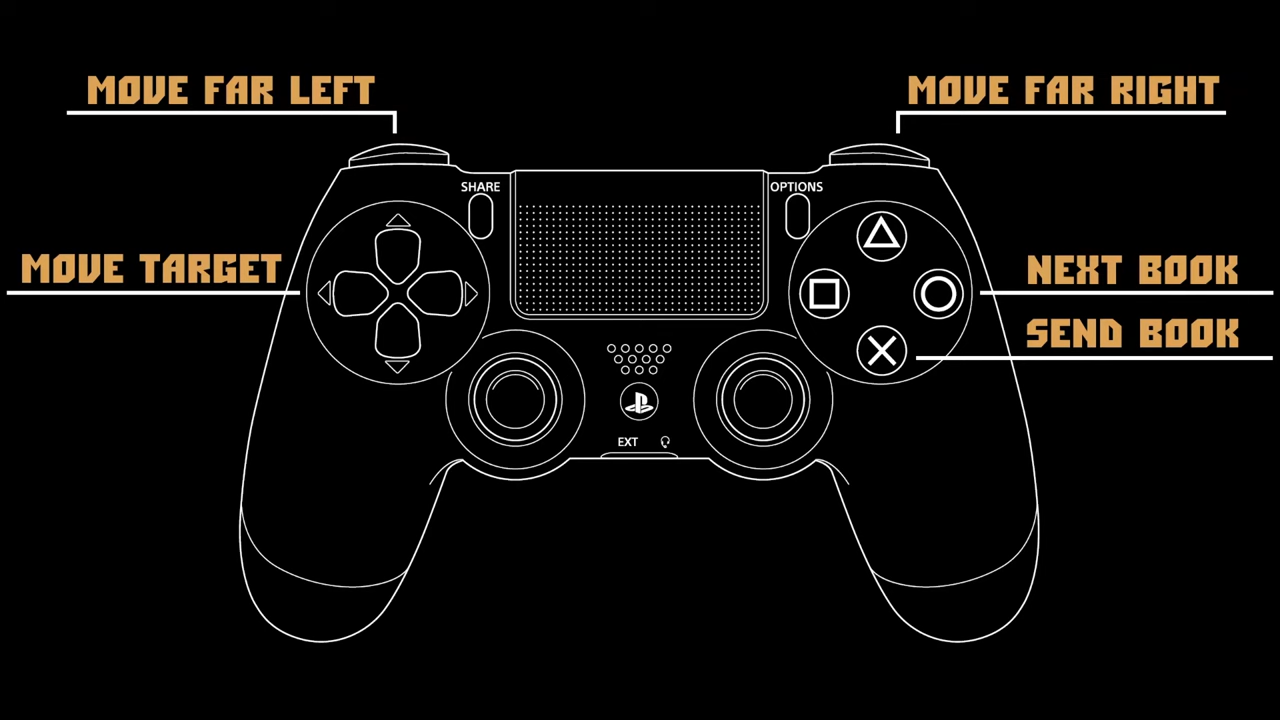 MOVE FAR LEFT
MOVE FAR RIGHT
SHARE
OPTIONS
MOVE TARGET
NEXT BOOK
SEND BOOK
EXT